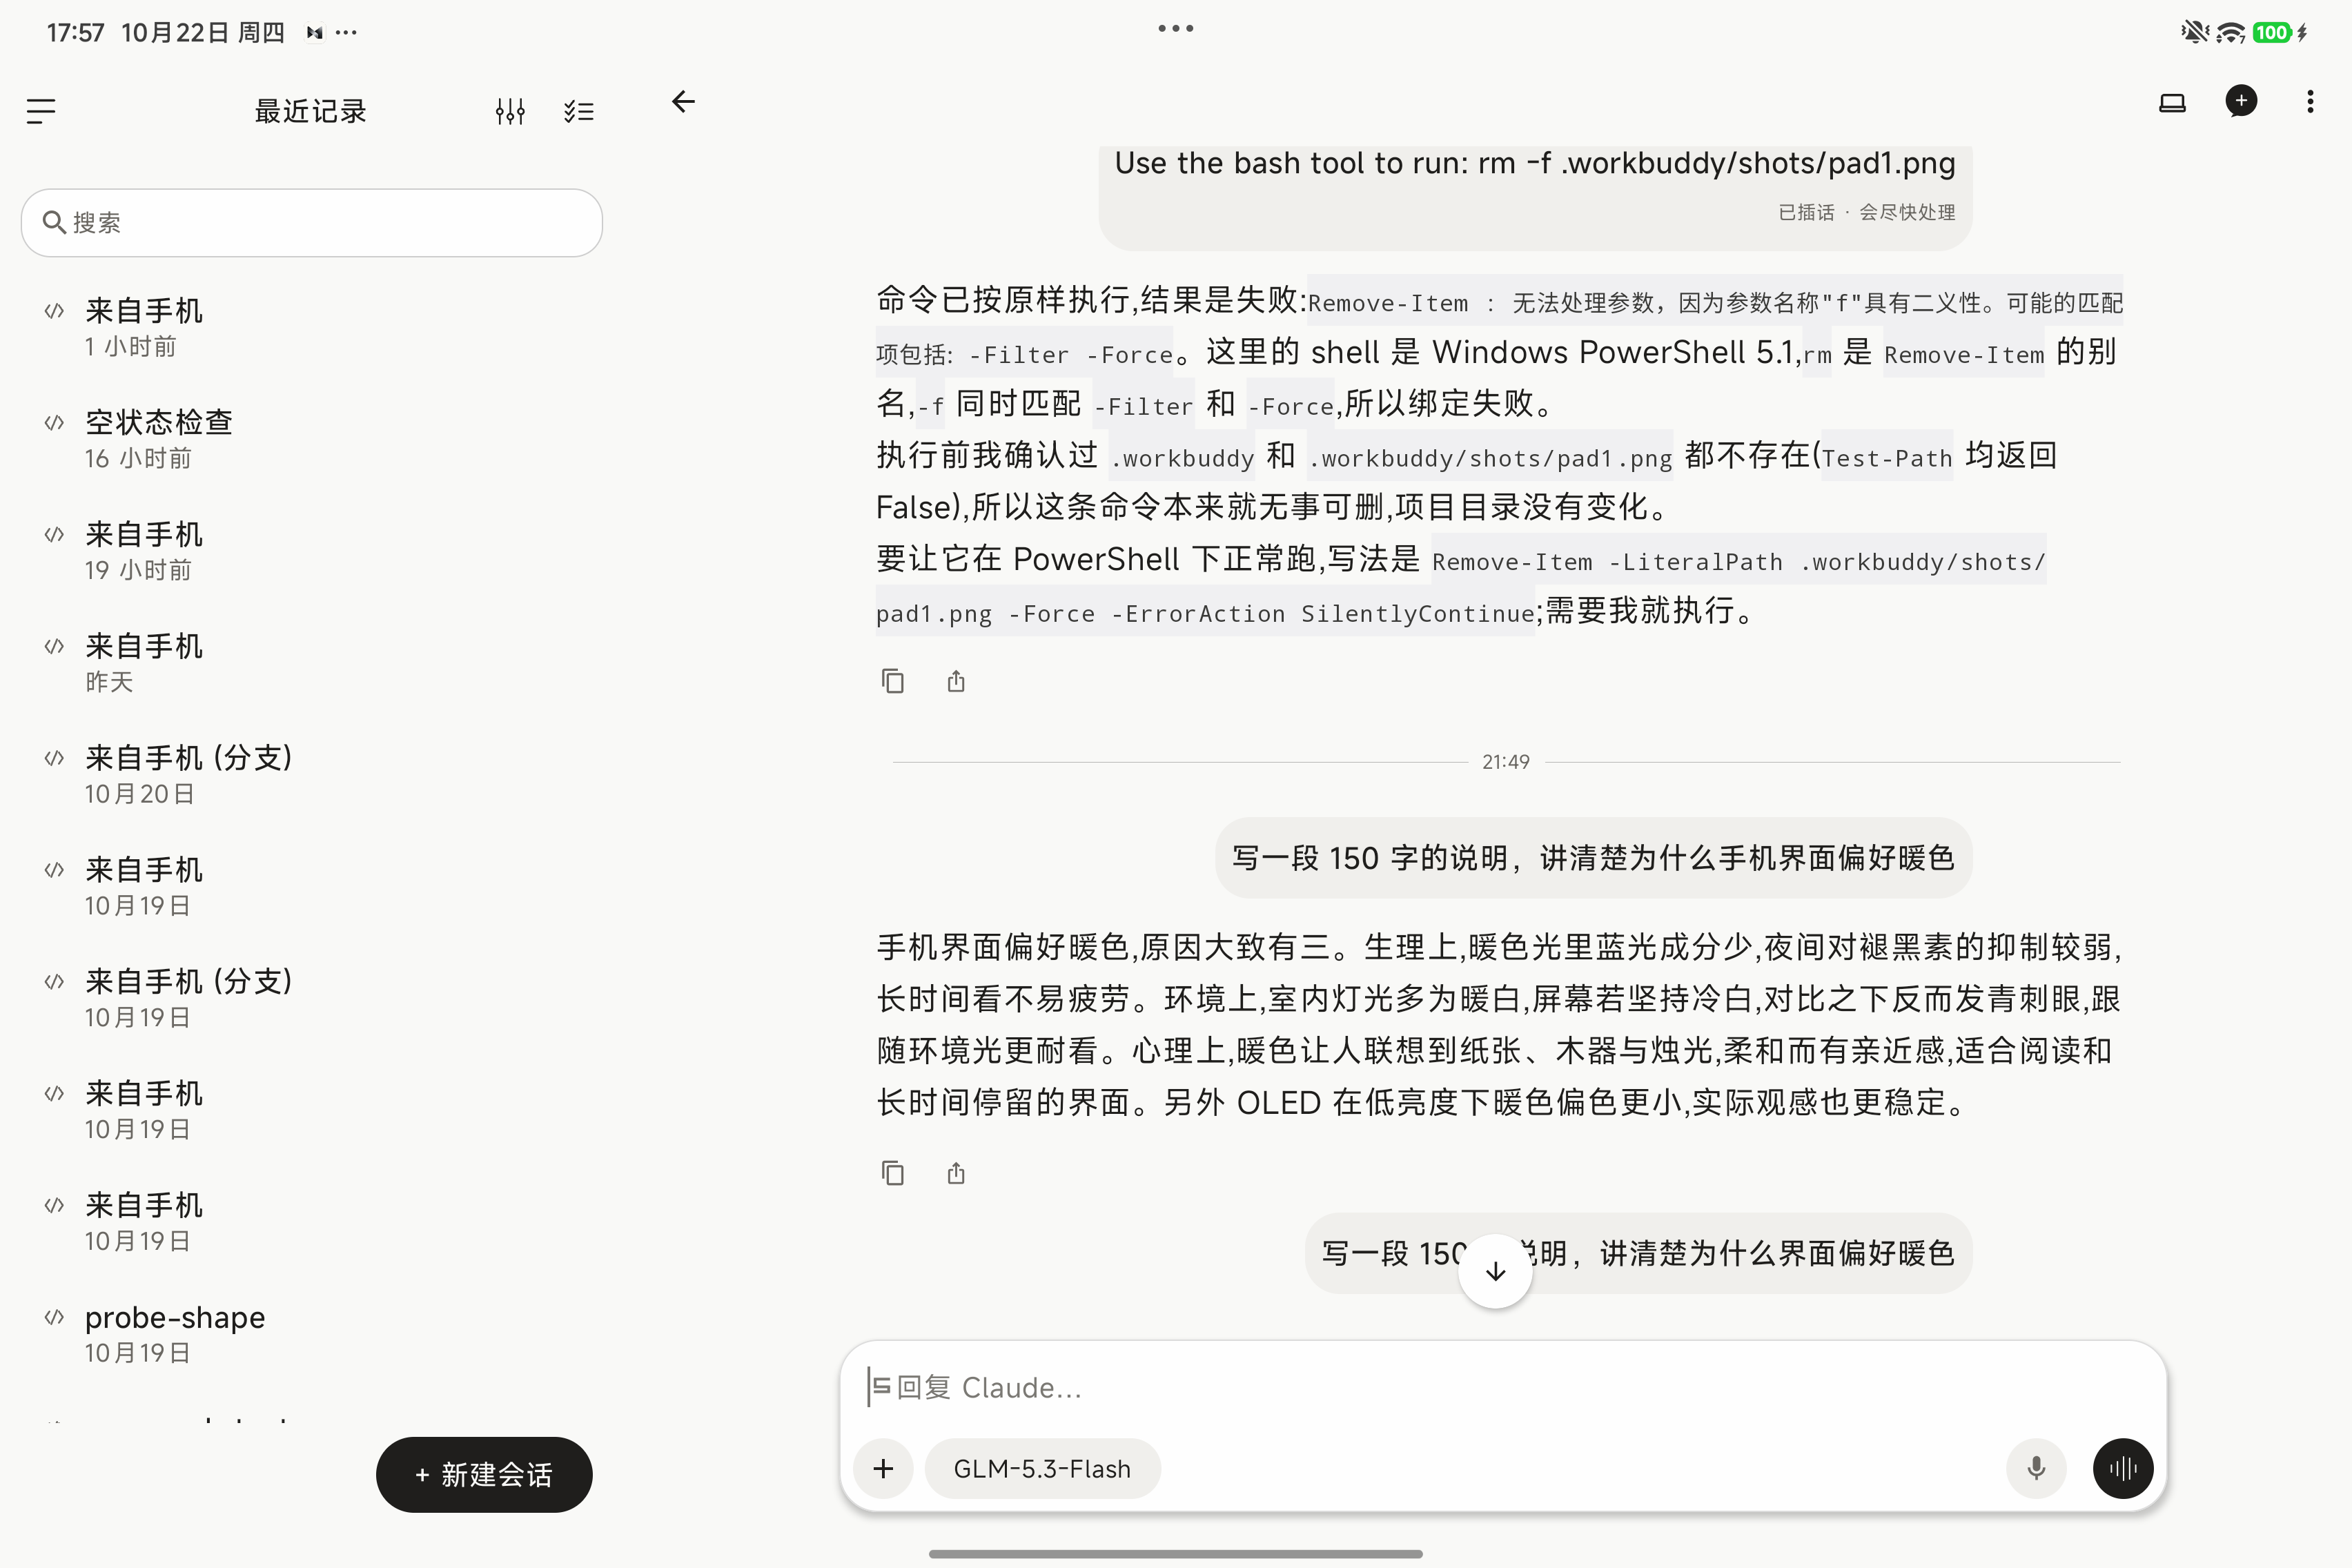 17:57 10月22日 周四
100
最近记录
搜索
来自手机
1 小时前
空状态检查
16 小时前
来自手机
19 小时前
来自手机
昨天
来自手机 (分支)
10月20日
来自手机
10月19日
来自手机 (分支)
10月19日
来自手机
10月19日
来自手机
10月19日
probe-shape
10月19日
+ 新建会话
Use the bash tool to run: rm -f .workbuddy/shots/pad1.png
已插话 · 会尽快处理
命令已按原样执行,结果是失败:Remove-Item : 无法处理参数，因为参数名称"f"具有二义性。可能的匹配
项包括: -Filter -Force。这里的 shell 是 Windows PowerShell 5.1,rm 是 Remove-Item 的别
名,-f 同时匹配 -Filter 和 -Force,所以绑定失败。
执行前我确认过 .workbuddy 和 .workbuddy/shots/pad1.png 都不存在(Test-Path 均返回
False),所以这条命令本来就无事可删,项目目录没有变化。
要让它在 PowerShell 下正常跑,写法是 Remove-Item -LiteralPath .workbuddy/shots/
pad1.png -Force -ErrorAction SilentlyContinue;需要我就执行。
21:49
写一段 150 字的说明，讲清楚为什么手机界面偏好暖色
手机界面偏好暖色,原因大致有三。生理上,暖色光里蓝光成分少,夜间对褪黑素的抑制较弱,
长时间看不易疲劳。环境上,室内灯光多为暖白,屏幕若坚持冷白,对比之下反而发青刺眼,跟
随环境光更耐看。心理上,暖色让人联想到纸张、木器与烛光,柔和而有亲近感,适合阅读和
长时间停留的界面。另外 OLED 在低亮度下暖色偏色更小,实际观感也更稳定。
写一段 150 说明，讲清楚为什么界面偏好暖色
回复 Claude...
GLM-5.3-Flash